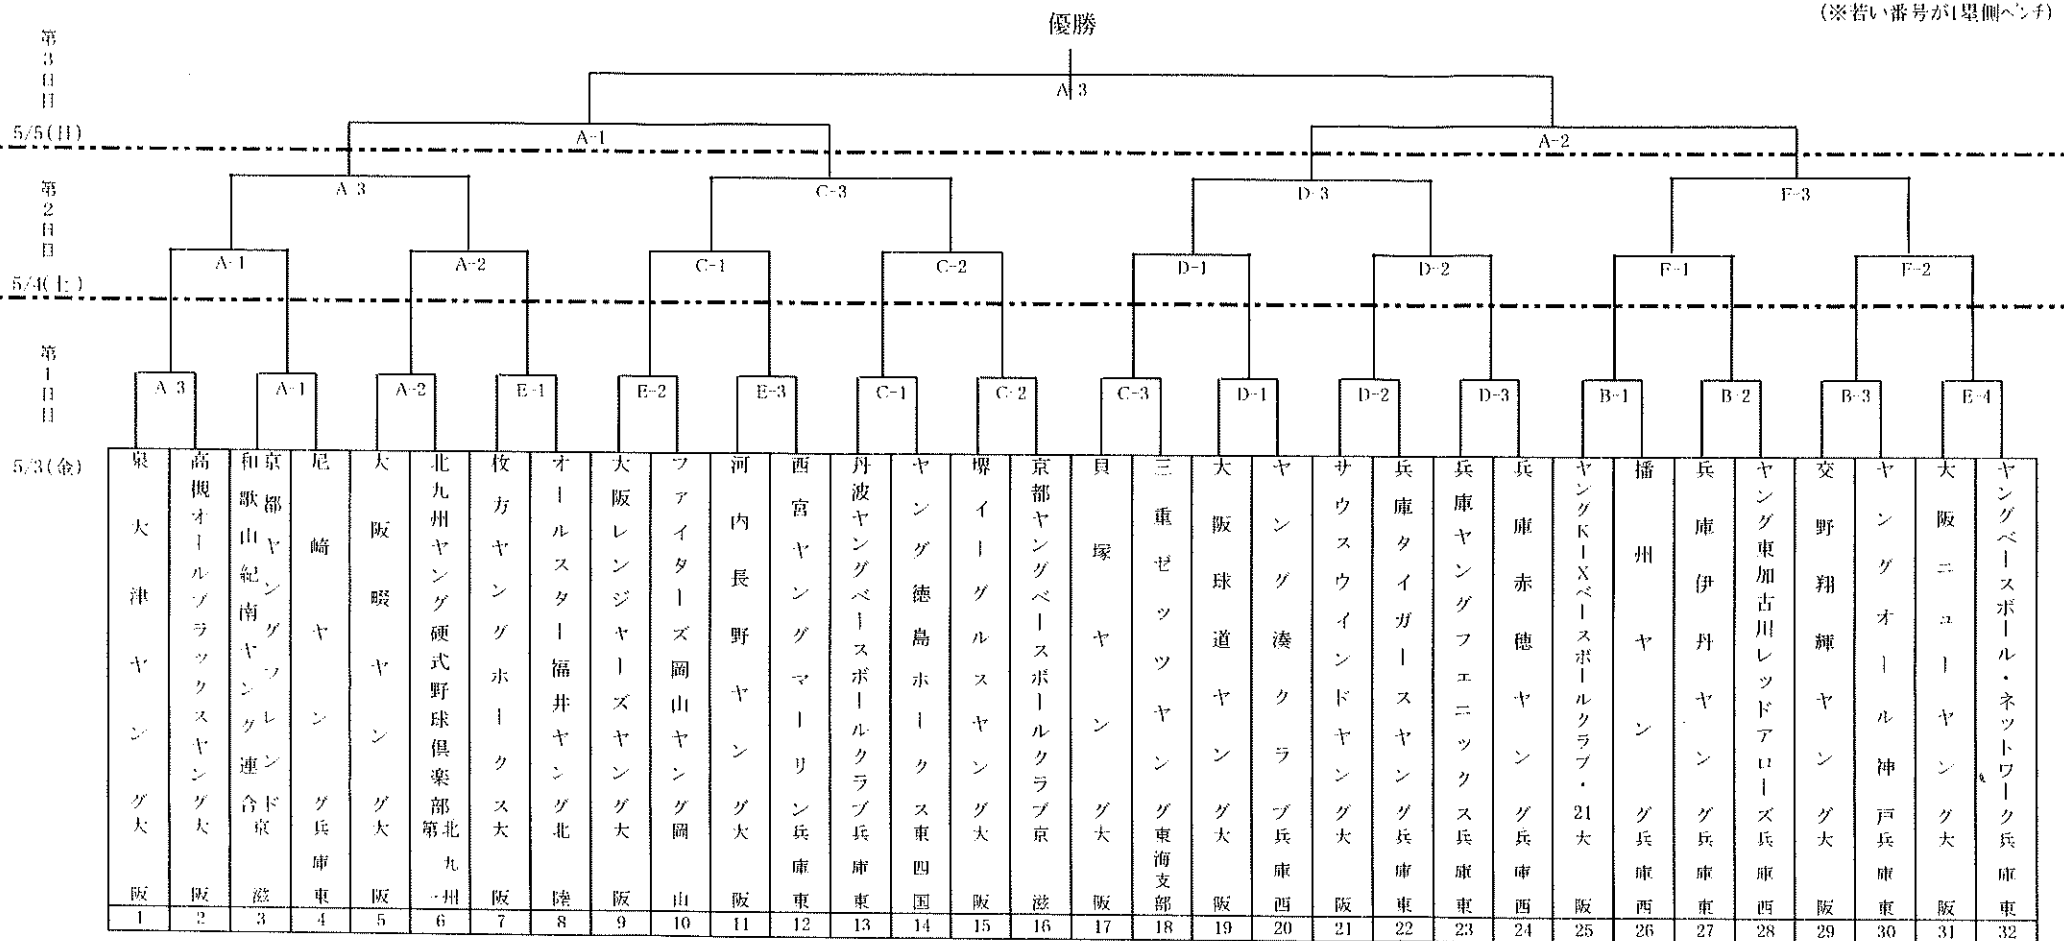 (※若い番号が1塁側ベンチ)
優勝
第3日目
5/5(日)
A-3
A-1
A-2
第2日目
5/4(土)
A-3
C-3
D-3
F-3
A-1
A-2
C-1
C-2
D-1
D-2
F-1
F-2
第1日目
5/3(金)
A-3
A-1
A-2
E-1
E-2
E-3
C-1
C-2
C-3
D-1
D-2
D-3
B-1
B-2
B-3
E-4
泉大津ヤング 大阪 1
高槻オールブラックスヤング 大阪 2
京都ヤングフレンド
和歌山紀南ヤング連合 京滋 3
尼崎ヤング 兵庫東 4
大阪畷ヤング 大阪 5
北九州ヤング硬式野球倶楽部 北九州第一 6
枚方ヤングホークス 大阪 7
オールスター福井ヤング 北陸 8
大阪レンジャーズヤング 大阪 9
ファイターズ岡山ヤング 岡山 10
河内長野ヤング 大阪 11
西宮ヤングマーリン 兵庫東 12
丹波ヤングベースボールクラブ 兵庫東 13
ヤング徳島ホークス 東四国 14
堺イーグルスヤング 大阪 15
京都ヤングベースボールクラブ 京滋 16
貝塚ヤング 大阪 17
三重ゼッツヤング 東海支部 18
大阪球道ヤング 大阪 19
ヤング湊クラブ 兵庫西 20
サウスウインドヤング 大阪 21
兵庫タイガースヤング 兵庫東 22
兵庫ヤングフェニックス 兵庫東 23
兵庫赤穂ヤング 兵庫西 24
ヤングKIXベースボールクラブ・21 大阪 25
播州ヤング 兵庫西 26
兵庫伊丹ヤング 兵庫東 27
ヤング東加古川レッドアローズ 兵庫西 28
交野翔輝ヤング 大阪 29
ヤングオール神戸 兵庫東 30
大阪ニューヤング 大阪 31
ヤングベースボール・ネットワーク 兵庫東 32